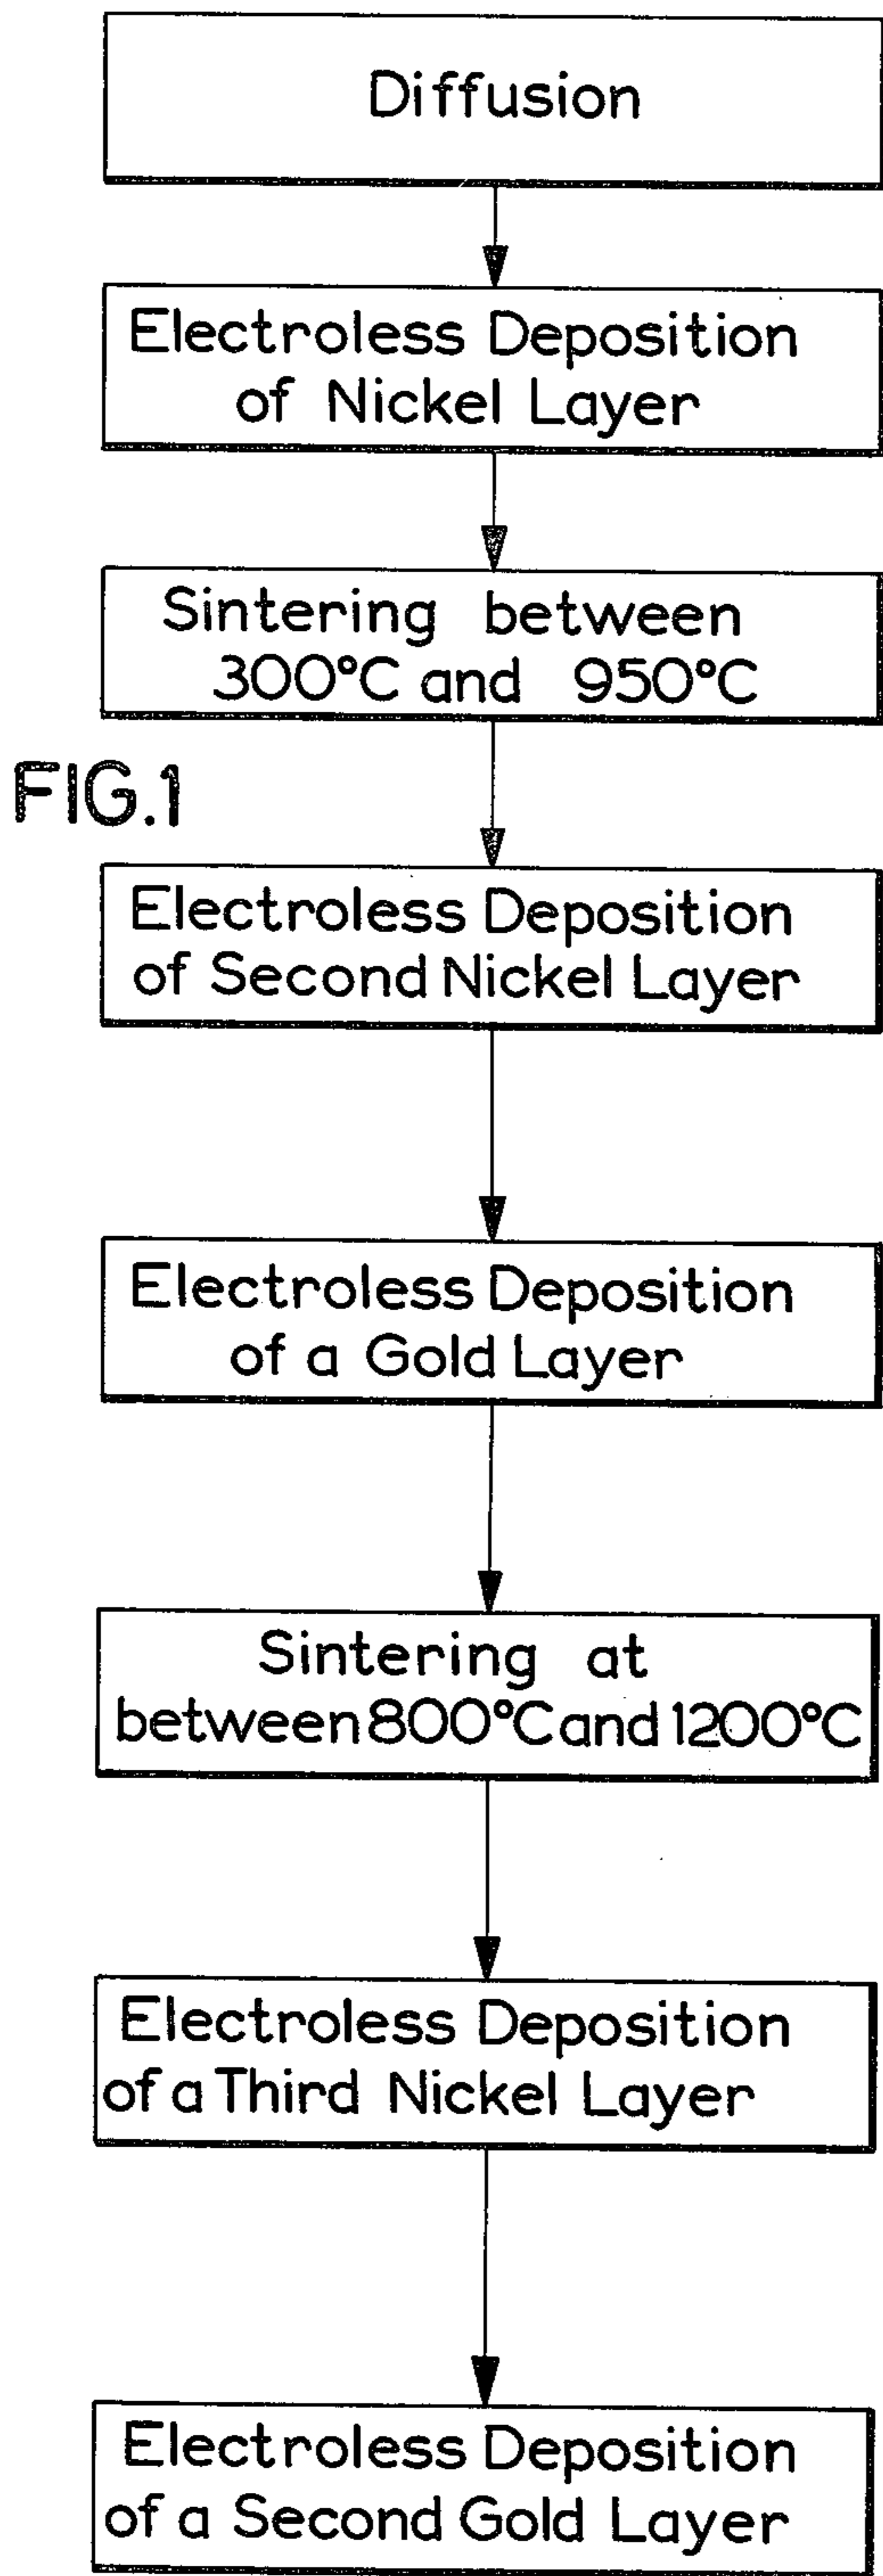 Diffusion
Electroless Deposition
of Nickel Layer
Sintering between
300°C and 950°C
FIG.1
Electroless Deposition
of Second Nickel Layer
Electroless Deposition
of a Gold Layer
Sintering at
between 800°C and 1200°C
Electroless Deposition
of a Third Nickel Layer
Electroless Deposition
of a Second Gold Layer